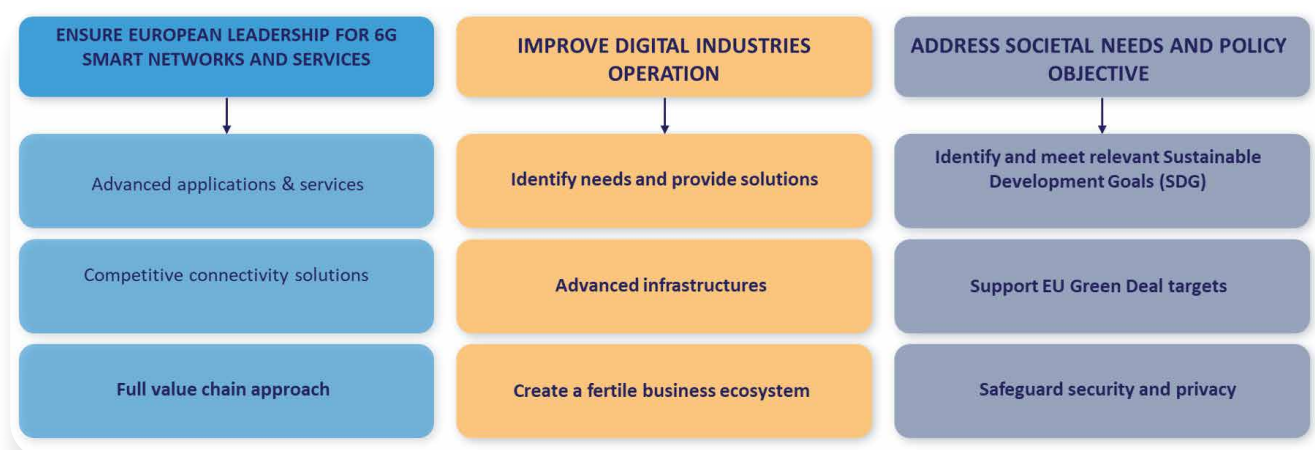 ENSURE EUROPEAN LEADERSHIP FOR 6G
SMART NETWORKS AND SERVICES
Advanced applications & services
Competitive connectivity solutions
Full value chain approach
IMPROVE DIGITAL INDUSTRIES
OPERATION
Identify needs and provide solutions
Advanced infrastructures
Create a fertile business ecosystem
ADDRESS SOCIETAL NEEDS AND POLICY
OBJECTIVE
Identify and meet relevant Sustainable
Development Goals (SDG)
Support EU Green Deal targets
Safeguard security and privacy